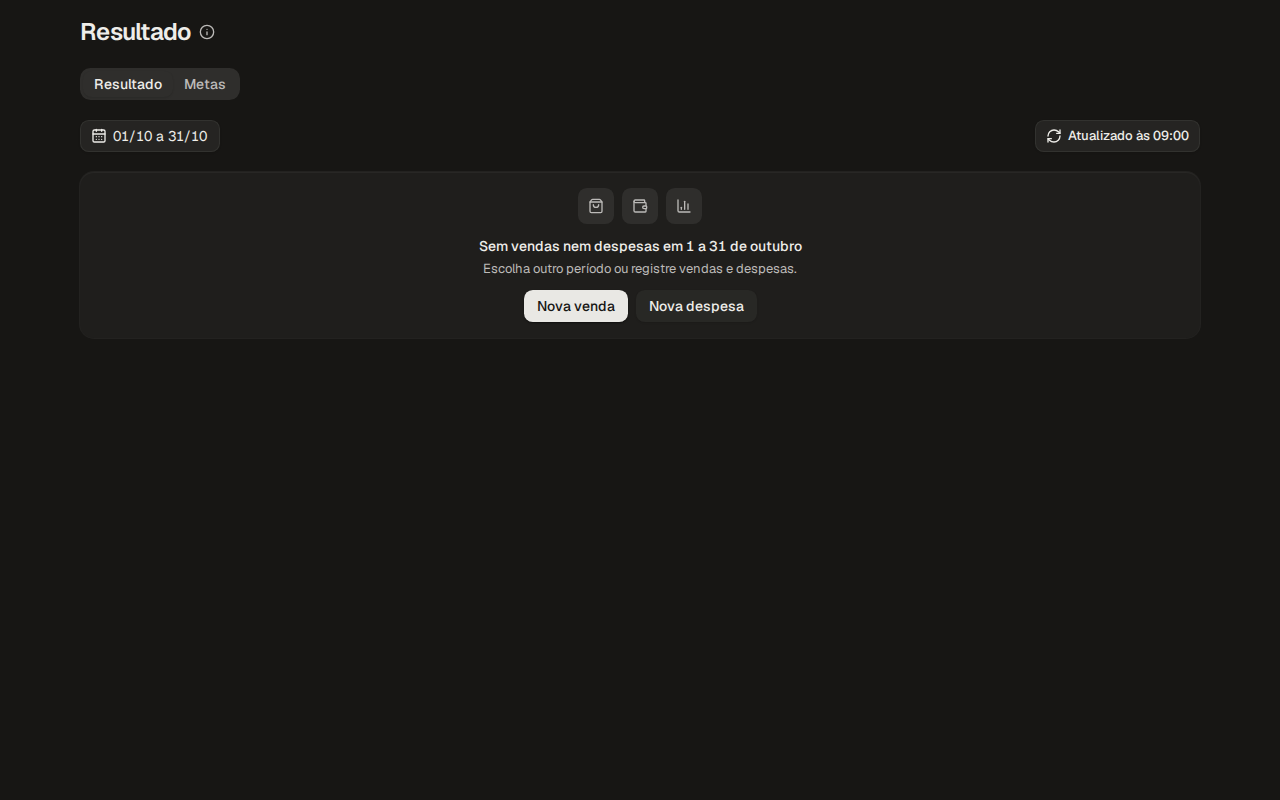 Resultado
Resultado Metas
01/10 a 31/10
Atualizado às 09:00
Sem vendas nem despesas em 1 a 31 de outubro
Escolha outro período ou registre vendas e despesas.
Nova venda Nova despesa